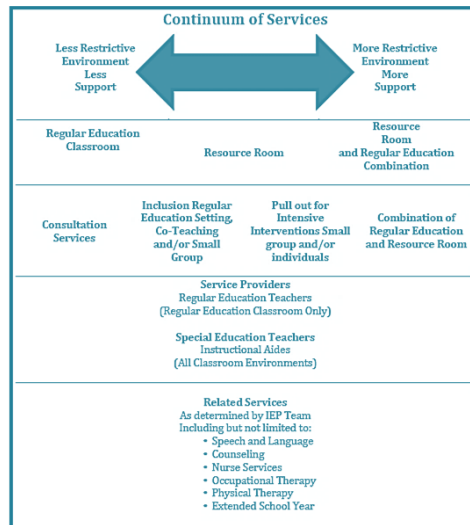 Continuum of Services
Less Restrictive
Environment
Less
Support
More Restrictive
Environment
More
Support
Regular Education
Classroom
Resource Room
Resource
Room
and Regular Education
Combination
Consultation
Services
Inclusion Regular
Education Setting,
Co-Teaching
and/or Small
Group
Pull out for
Intensive
Interventions Small
group and/or
individuals
Combination of
Regular Education
and Resource Room
Service Providers
Regular Education Teachers
(Regular Education Classroom Only)
Special Education Teachers
Instructional Aides
(All Classroom Environments)
Related Services
As determined by IEP Team
Including but not limited to:
• Speech and Language
• Counseling
• Nurse Services
• Occupational Therapy
• Physical Therapy
• Extended School Year